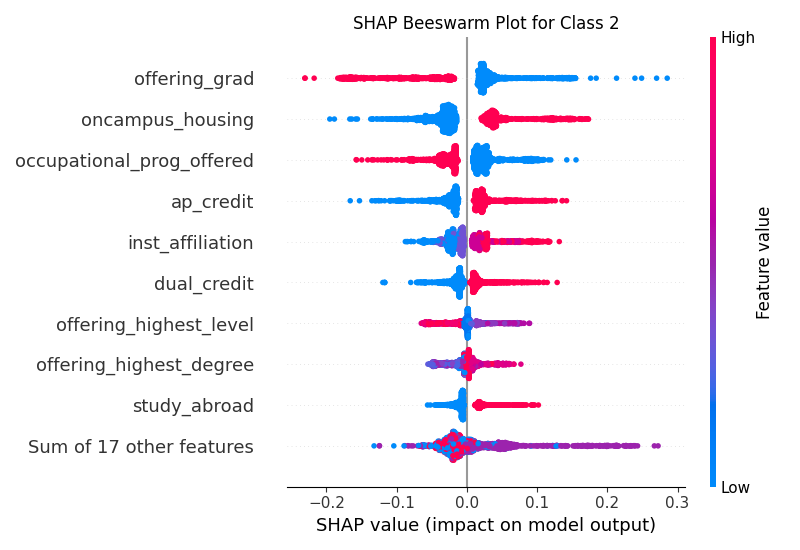 SHAP Beeswarm Plot for Class 2
High
offering_grad
oncampus_housing
occupational_prog_offered
ap_credit
inst_affiliation
dual_credit
offering_highest_level
offering_highest_degree
study_abroad
Sum of 17 other features
Feature value
Low
−0.2 −0.1 0.0 0.1 0.2 0.3
SHAP value (impact on model output)